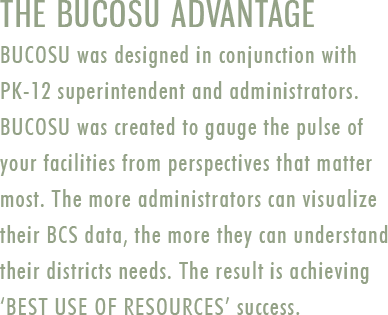 THE BUCOSU ADVANTAGE
BUCOSU was designed in conjunction with
PK-12 superintendent and administrators.
BUCOSU was created to gauge the pulse of
your facilities from perspectives that matter
most. The more administrators can visualize
their BCS data, the more they can understand
their districts needs. The result is achieving
‘BEST USE OF RESOURCES’ success.